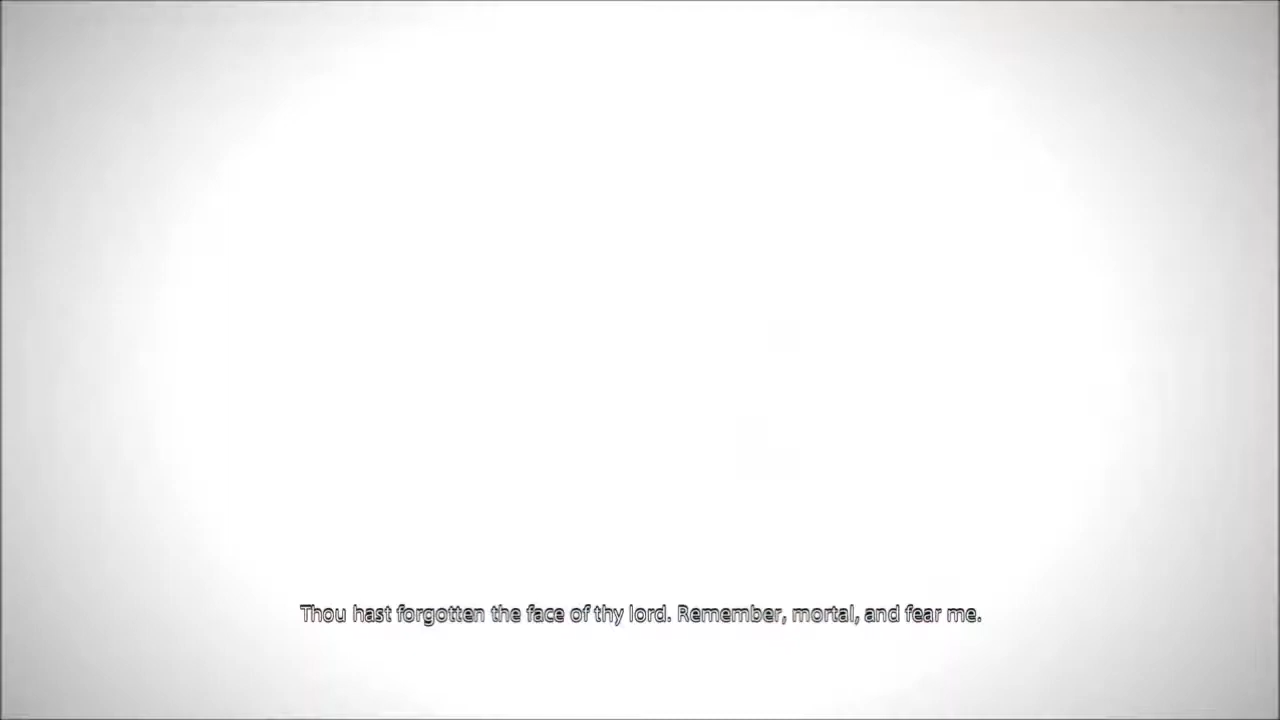 Thou hast forgotten the face of thy lord. Remember, mortal, and fear me.